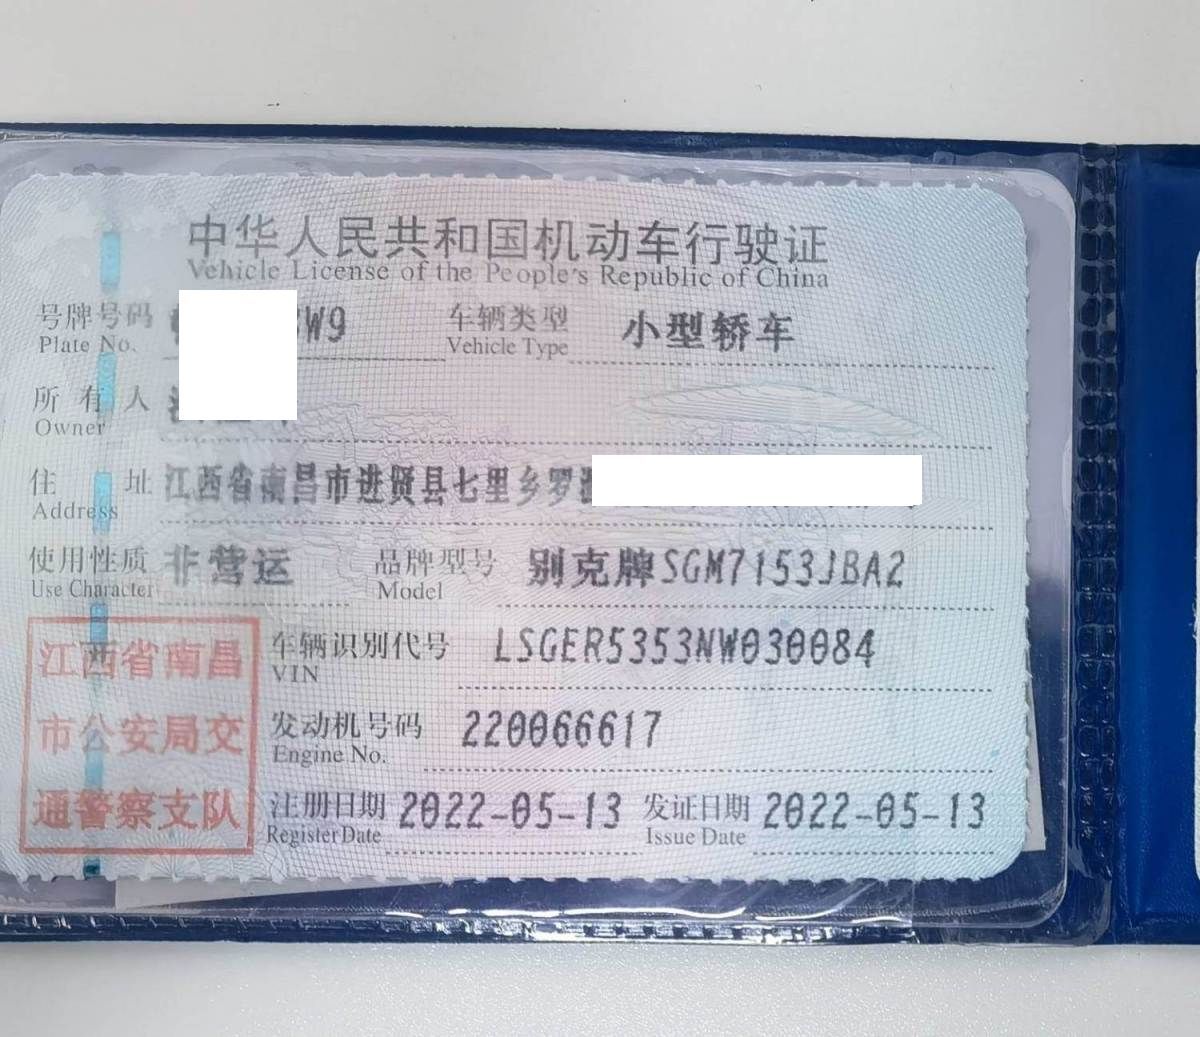 中华人民共和国机动车行驶证
Vehicle License of the People's Republic of China
号牌号码 W9 车辆类型 小型轿车
Plate No. Vehicle Type
所有人
Owner
住址 江西省南昌市进贤县七里乡罗
Address
使用性质 非营运 品牌型号 别克牌SGM7153JBA2
Use Character Model
江西省南昌
市公安局交
通警察支队
车辆识别代号 LSGER5353NW030084
VIN
发动机号码 220066617
Engine No.
注册日期 2022-05-13 发证日期 2022-05-13
Register Date Issue Date